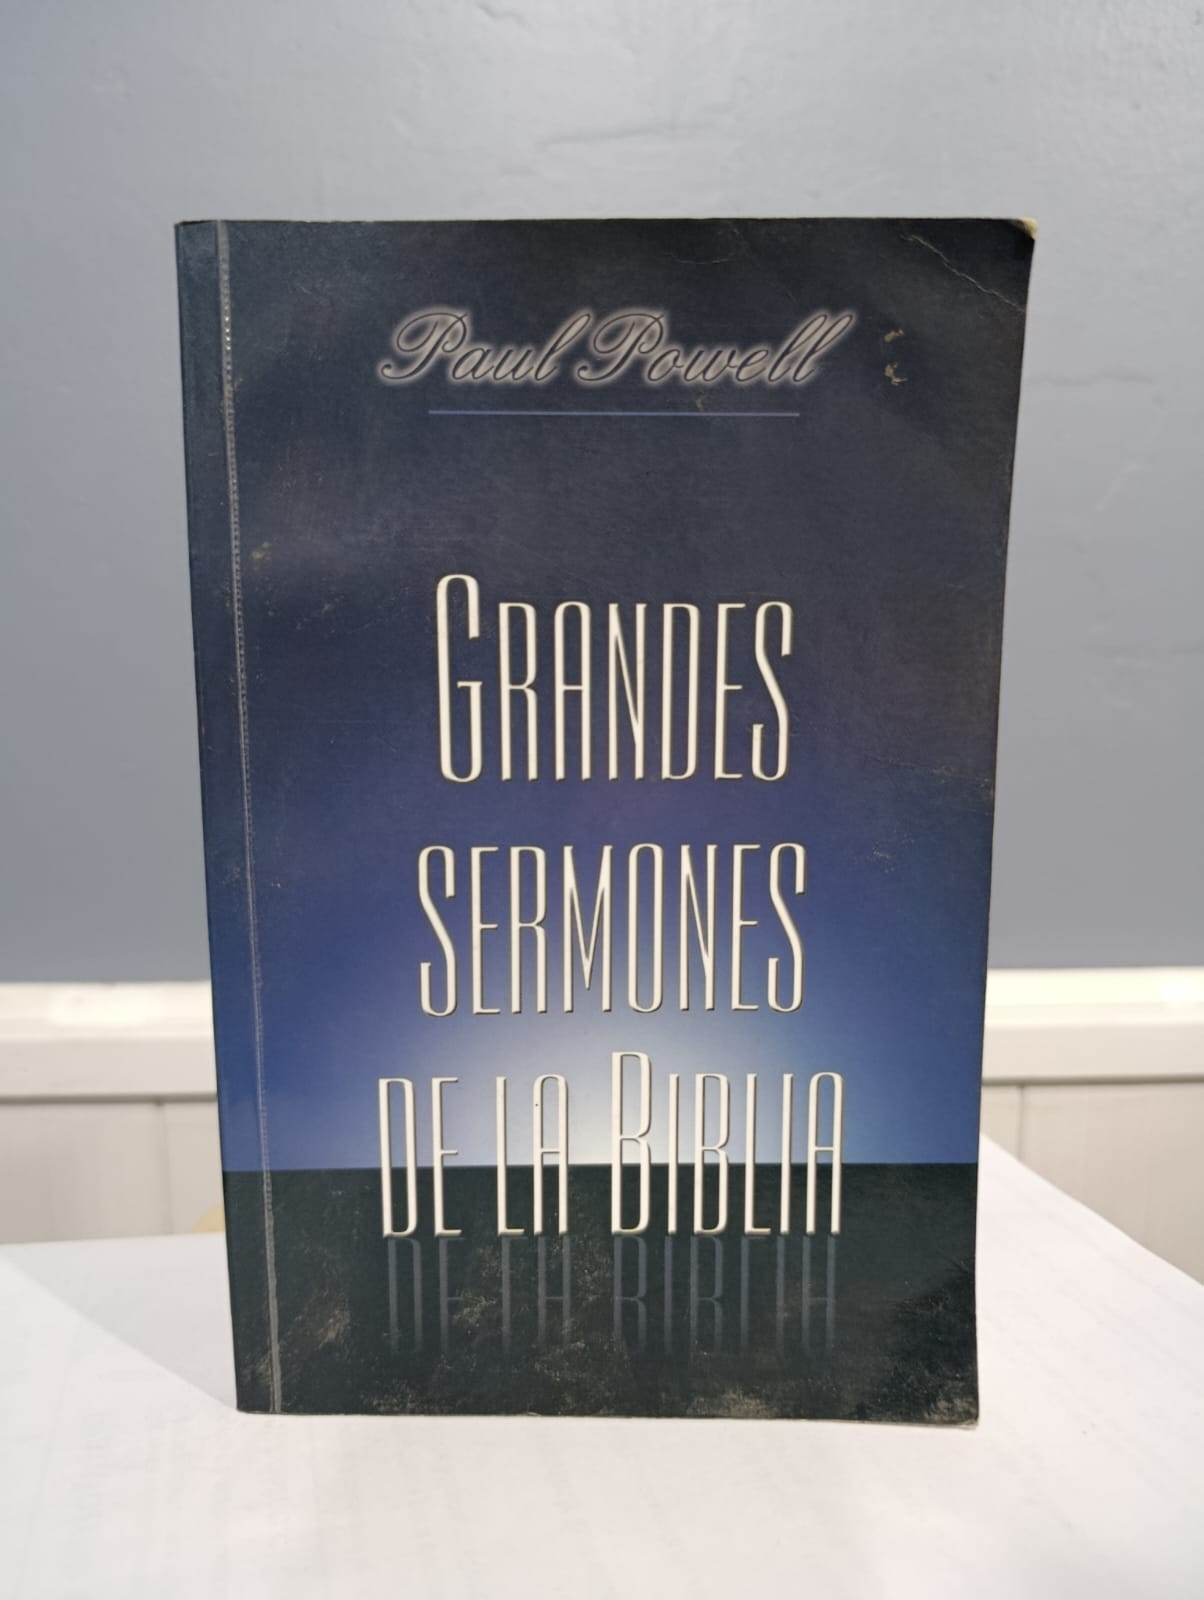 Paul Powell
GRANDES
SERMONES
DE LA BIBLIA